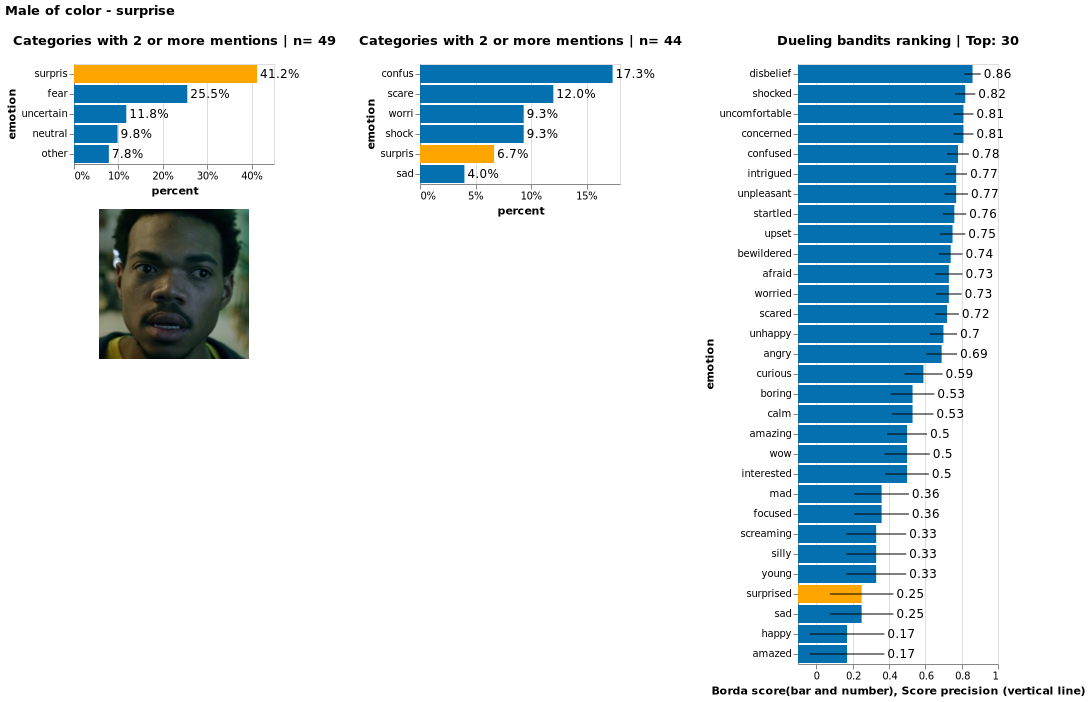 Male of color - surprise
Categories with 2 or more mentions | n= 49
emotion
surpris 41.2%
fear 25.5%
uncertain 11.8%
neutral 9.8%
other 7.8%
0% 10% 20% 30% 40%
percent
Categories with 2 or more mentions | n= 44
emotion
confus 17.3%
scare 12.0%
worri 9.3%
shock 9.3%
surpris 6.7%
sad 4.0%
0% 5% 10% 15%
percent
Dueling bandits ranking | Top: 30
emotion
disbelief 0.86
shocked 0.82
uncomfortable 0.81
concerned 0.81
confused 0.78
intrigued 0.77
unpleasant 0.77
startled 0.76
upset 0.75
bewildered 0.74
afraid 0.73
worried 0.73
scared 0.72
unhappy 0.7
angry 0.69
curious 0.59
boring 0.53
calm 0.53
amazing 0.5
wow 0.5
interested 0.5
mad 0.36
focused 0.36
screaming 0.33
silly 0.33
young 0.33
surprised 0.25
sad 0.25
happy 0.17
amazed 0.17
0 0.2 0.4 0.6 0.8 1
Borda score(bar and number), Score precision (vertical line)